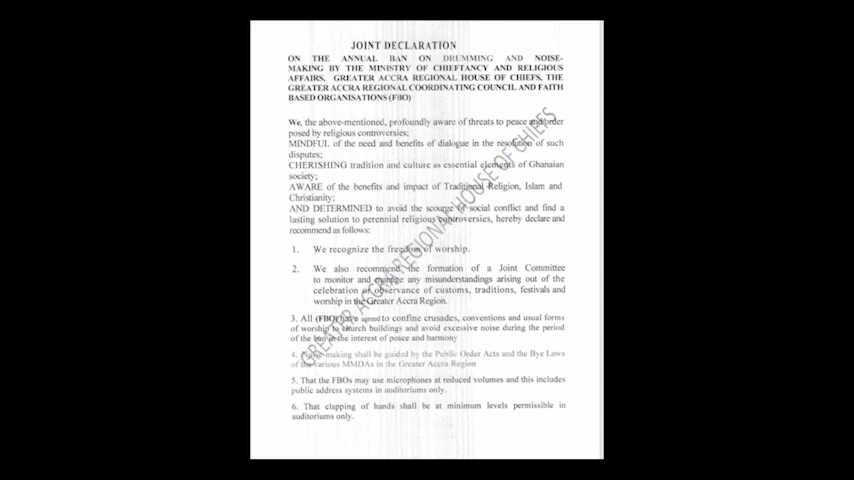 JOINT DECLARATION
ON THE ANNUAL BAN ON DRUMMING AND NOISE-
MAKING BY THE MINISTRY OF CHIEFTANCY AND RELIGIOUS
AFFAIRS, GREATER ACCRA REGIONAL HOUSE OF CHIEFS, THE
GREATER ACCRA REGIONAL COORDINATING COUNCIL AND FAITH
BASED ORGANISATIONS (FBO)
We, the above-mentioned, profoundly aware of threats to peace and order
posed by religious controversies;
MINDFUL of the need and benefits of dialogue in the resolution of such
disputes;
CHERISHING tradition and culture as essential elements of Ghanaian
society;
AWARE of the benefits and impact of Traditional Religion, Islam and
Christianity;
AND DETERMINED to avoid the scourge of social conflict and find a
lasting solution to perennial religious controversies, hereby declare and
recommend as follows:
1. We recognize the freedom of worship.
2. We also recommend the formation of a Joint Committee
to monitor and manage any misunderstandings arising out of the
celebration or observance of customs, traditions, festivals and
worship in the Greater Accra Region.
3. All (FBO) have agreed to confine crusades, conventions and usual forms
of worship to church buildings and avoid excessive noise during the period
of the ban in the interest of peace and harmony
4. Noise-making shall be guided by the Public Order Acts and the Bye Laws
of the various MMDAs in the Greater Accra Region
5. That the FBOs may use microphones at reduced volumes and this includes
public address systems in auditoriums only.
6. That clapping of hands shall be at minimum levels permissible in
auditoriums only.
GREATER ACCRA REGIONAL HOUSE OF CHIEFS